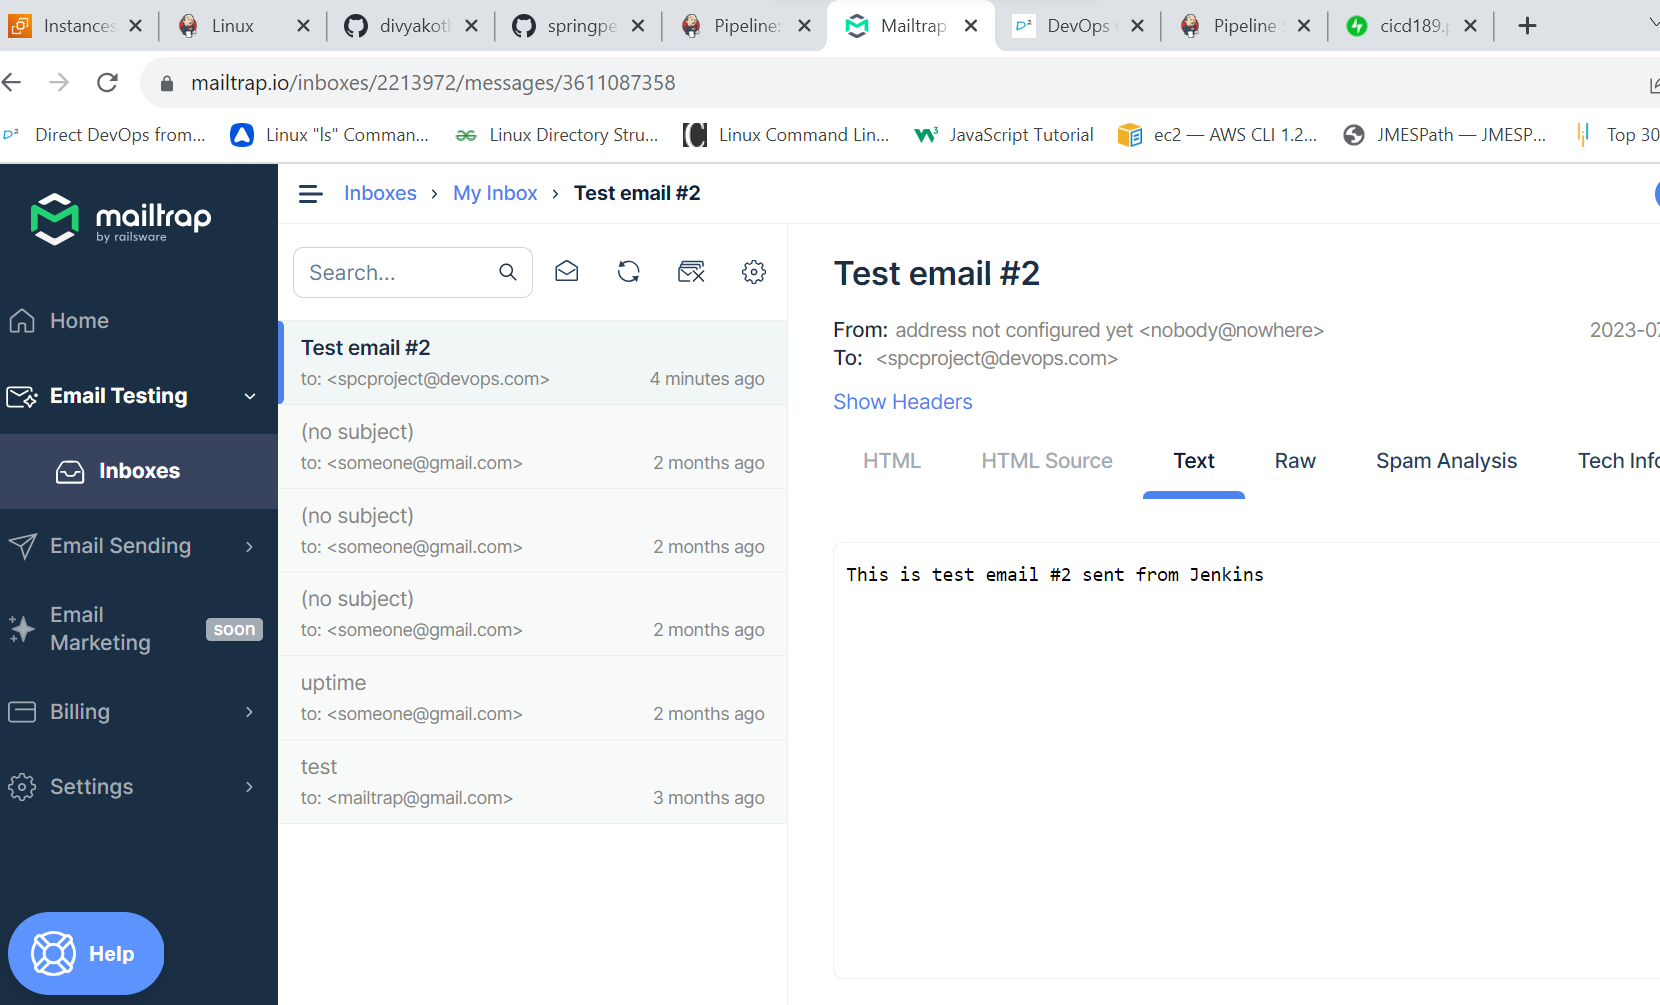 Instances
Linux
divyakoth
springpe
Pipeline:
Mailtrap
DevOps
Pipeline
cicd189.p
mailtrap.io/inboxes/2213972/messages/3611087358
Direct DevOps from...
Linux "ls" Comman...
Linux Directory Stru...
Linux Command Lin...
JavaScript Tutorial
ec2 — AWS CLI 1.2...
JMESPath — JMESP...
Top 30
mailtrap
by railsware
Home
Email Testing
Inboxes
Email Sending
Email
Marketing
soon
Billing
Settings
Help
Inboxes › My Inbox › Test email #2
Search...
Test email #2
to: <spcproject@devops.com> 4 minutes ago
(no subject)
to: <someone@gmail.com> 2 months ago
(no subject)
to: <someone@gmail.com> 2 months ago
(no subject)
to: <someone@gmail.com> 2 months ago
uptime
to: <someone@gmail.com> 2 months ago
test
to: <mailtrap@gmail.com> 3 months ago
Test email #2
From: address not configured yet <nobody@nowhere> 2023-07
To: <spcproject@devops.com>
Show Headers
HTML HTML Source Text Raw Spam Analysis Tech Info
This is test email #2 sent from Jenkins